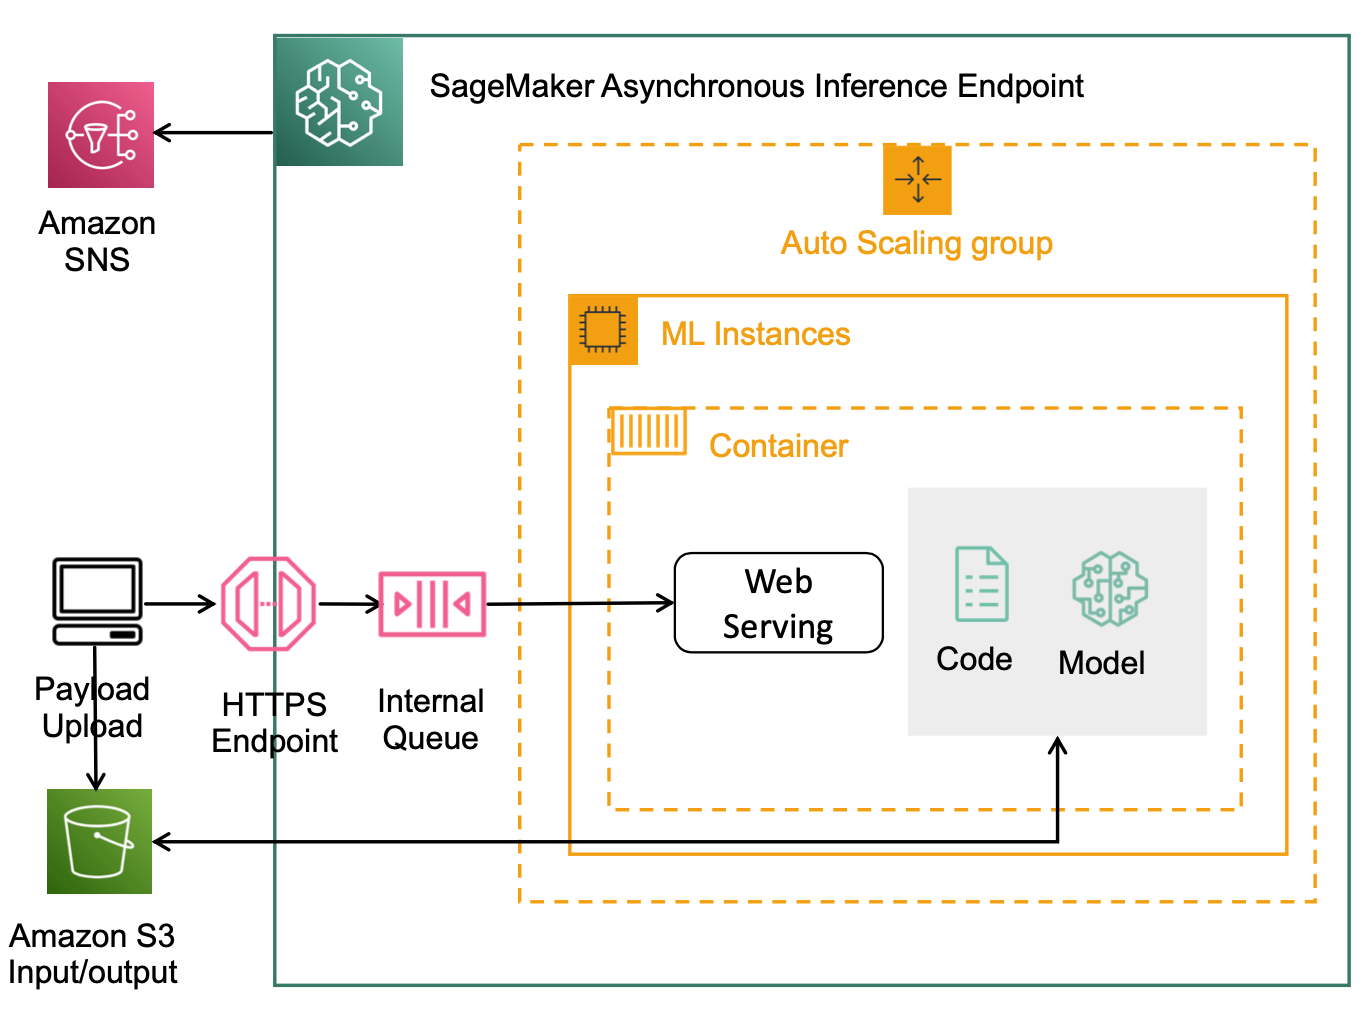 SageMaker Asynchronous Inference Endpoint
Amazon
SNS
Auto Scaling group
ML Instances
Container
Web
Serving
Code
Model
Payload
Upload
HTTPS
Endpoint
Internal
Queue
Amazon S3
Input/output